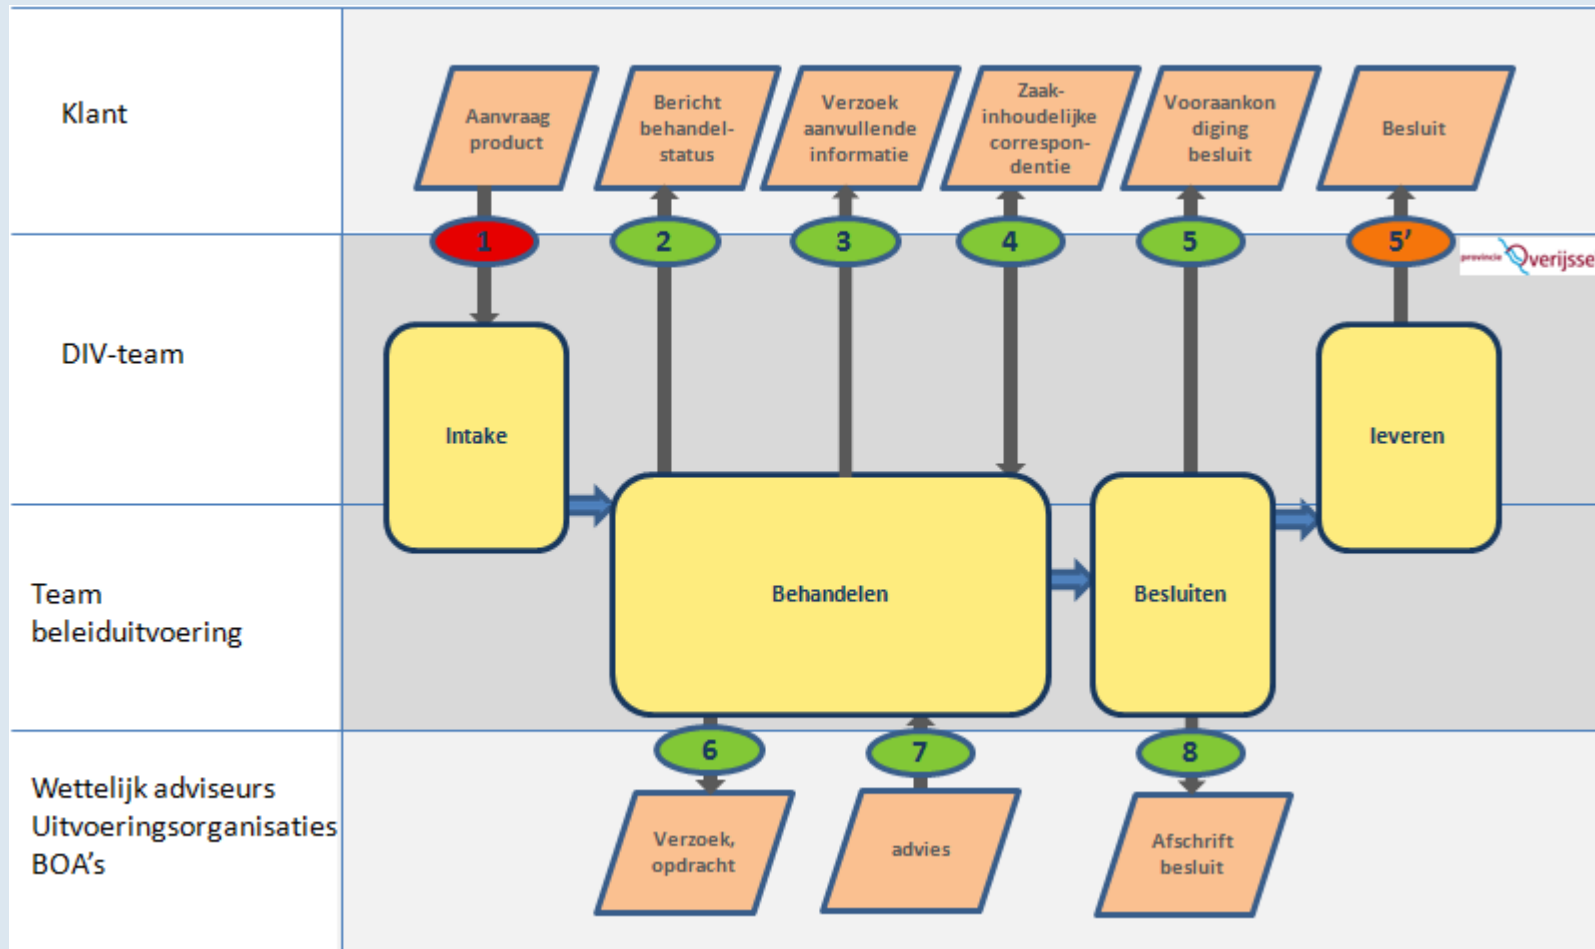 Klant
Aanvraag
product
Bericht
behandel-
status
Verzoek
aanvullende
informatie
Zaak-
inhoudelijke
correspon-
dentie
Vooraankon
diging
besluit
Besluit
1
2
3
4
5
5’
provincie Overijsse
DIV-team
Intake
leveren
Team
beleiduitvoering
Behandelen
Besluiten
6
7
8
Wettelijk adviseurs
Uitvoeringsorganisaties
BOA’s
Verzoek,
opdracht
advies
Afschrift
besluit